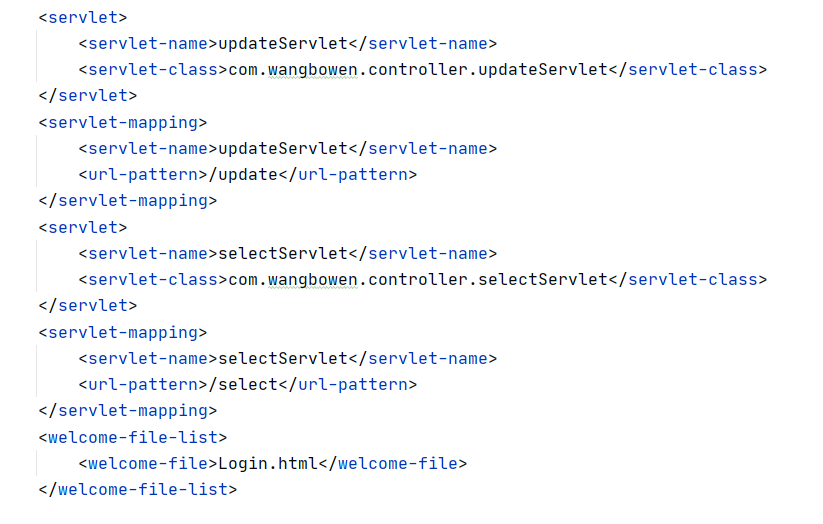 <servlet>
    <servlet-name>updateServlet</servlet-name>
    <servlet-class>com.wangbowen.controller.updateServlet</servlet-class>
</servlet>
<servlet-mapping>
    <servlet-name>updateServlet</servlet-name>
    <url-pattern>/update</url-pattern>
</servlet-mapping>
<servlet>
    <servlet-name>selectServlet</servlet-name>
    <servlet-class>com.wangbowen.controller.selectServlet</servlet-class>
</servlet>
<servlet-mapping>
    <servlet-name>selectServlet</servlet-name>
    <url-pattern>/select</url-pattern>
</servlet-mapping>
<welcome-file-list>
    <welcome-file>Login.html</welcome-file>
</welcome-file-list>